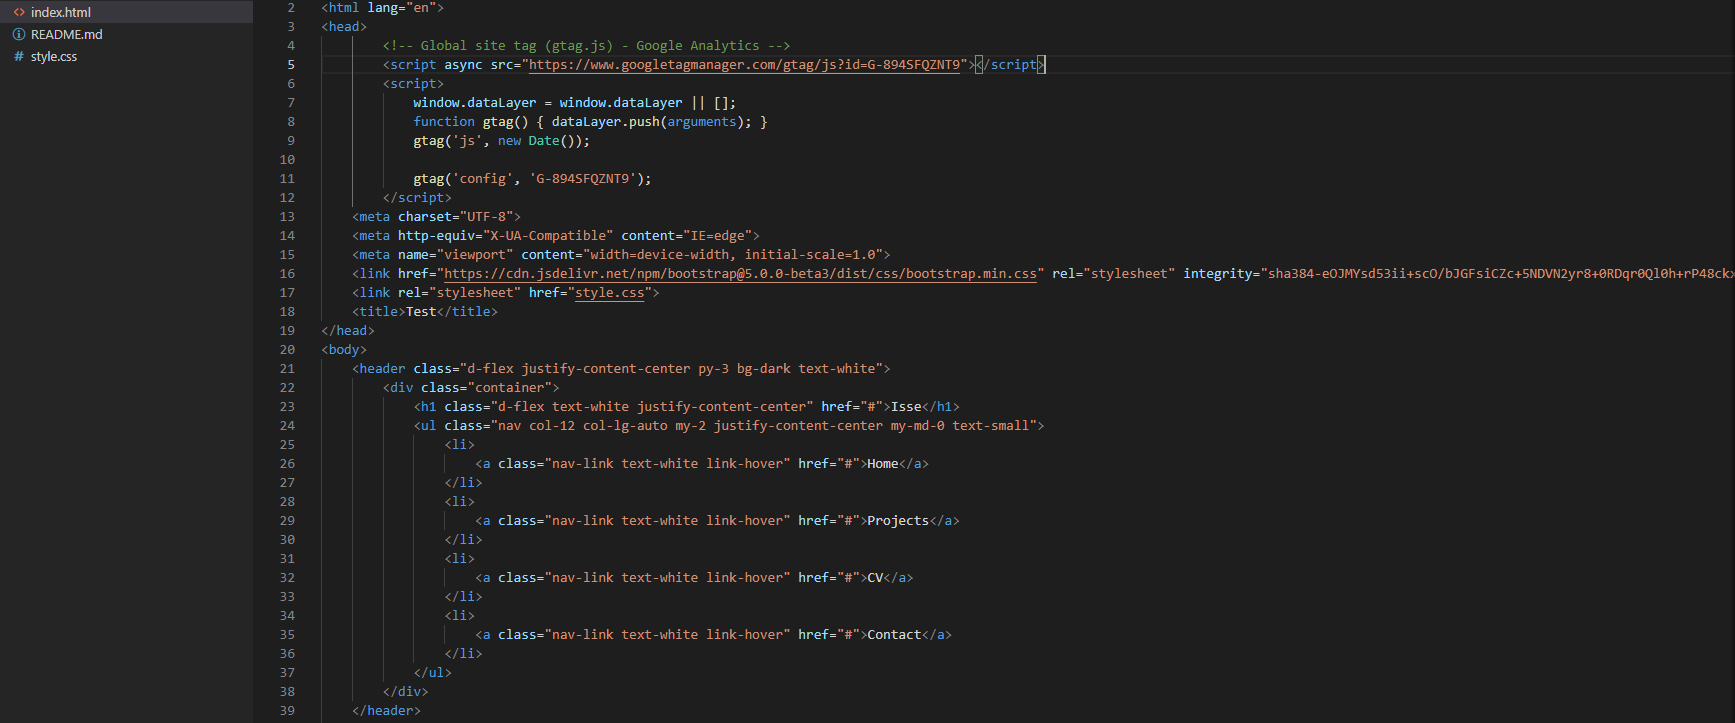 index.html
README.md
style.css
2 <html lang="en">
3 <head>
4 <!-- Global site tag (gtag.js) - Google Analytics -->
5 <script async src="https://www.googletagmanager.com/gtag/js?id=G-894SFQZNT9"></script>
6 <script>
7 window.dataLayer = window.dataLayer || [];
8 function gtag() { dataLayer.push(arguments); }
9 gtag('js', new Date());
10
11 gtag('config', 'G-894SFQZNT9');
12 </script>
13 <meta charset="UTF-8">
14 <meta http-equiv="X-UA-Compatible" content="IE=edge">
15 <meta name="viewport" content="width=device-width, initial-scale=1.0">
16 <link href="https://cdn.jsdelivr.net/npm/bootstrap@5.0.0-beta3/dist/css/bootstrap.min.css" rel="stylesheet" integrity="sha384-eOJMYsd53ii+scO/bJGFsiCZc+5NDVN2yr8+0RDqr0Ql0h+rP48ckx
17 <link rel="stylesheet" href="style.css">
18 <title>Test</title>
19 </head>
20 <body>
21 <header class="d-flex justify-content-center py-3 bg-dark text-white">
22 <div class="container">
23 <h1 class="d-flex text-white justify-content-center" href="#">Isse</h1>
24 <ul class="nav col-12 col-lg-auto my-2 justify-content-center my-md-0 text-small">
25 <li>
26 <a class="nav-link text-white link-hover" href="#">Home</a>
27 </li>
28 <li>
29 <a class="nav-link text-white link-hover" href="#">Projects</a>
30 </li>
31 <li>
32 <a class="nav-link text-white link-hover" href="#">CV</a>
33 </li>
34 <li>
35 <a class="nav-link text-white link-hover" href="#">Contact</a>
36 </li>
37 </ul>
38 </div>
39 </header>